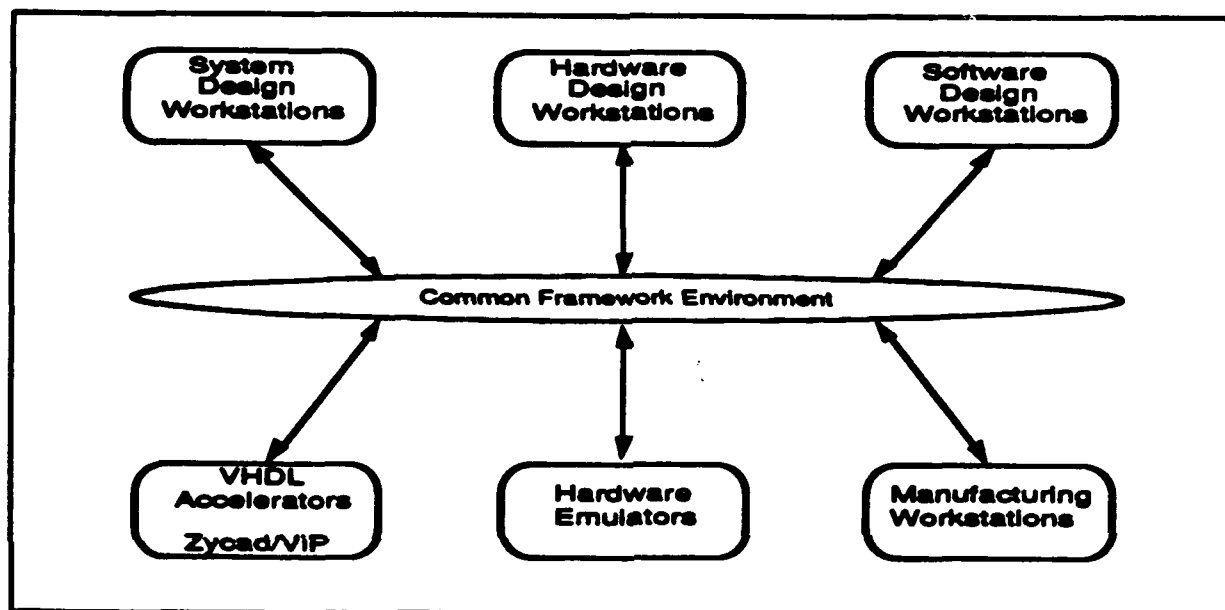 System
Design
Workstations
Hardware
Design
Workstations
Software
Design
Workstations
Common Framework Environment
VHDL
Accelerators
Zycad/ViP
Hardware
Emulators
Manufacturing
Workstations